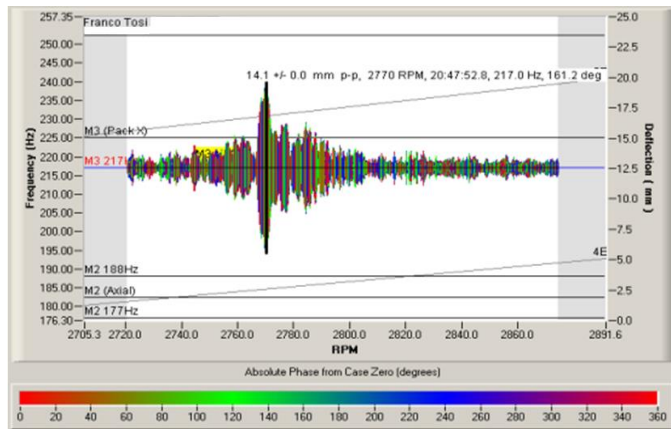 257.35
25.0
Franco Tosi
250.00
245.00
22.5
14.1 +/- 0.0 mm p-p, 2770 RPM, 20:47:52.8, 217.0 Hz, 161.2 deg
240.00
20.0
235.00
230.00
17.5
M3 (Pack X)
225.00
15.0
220.00
M3 217H
12.5
215.00
210.00
10.0
205.00
200.00
7.5
195.00
4E
5.0
190.00
M2 188Hz
185.00
M2 (Axial)
2.5
180.00
M2 177Hz
176.30
0.0
Frequency (Hz)
Deflection ( mm )
2705.3 2720.0 2740.0 2760.0 2780.0 2800.0 2820.0 2840.0 2860.0 2891.6
RPM
Absolute Phase from Case Zero (degrees)
0 20 40 60 80 100 120 140 160 180 200 220 240 260 280 300 320 340 360